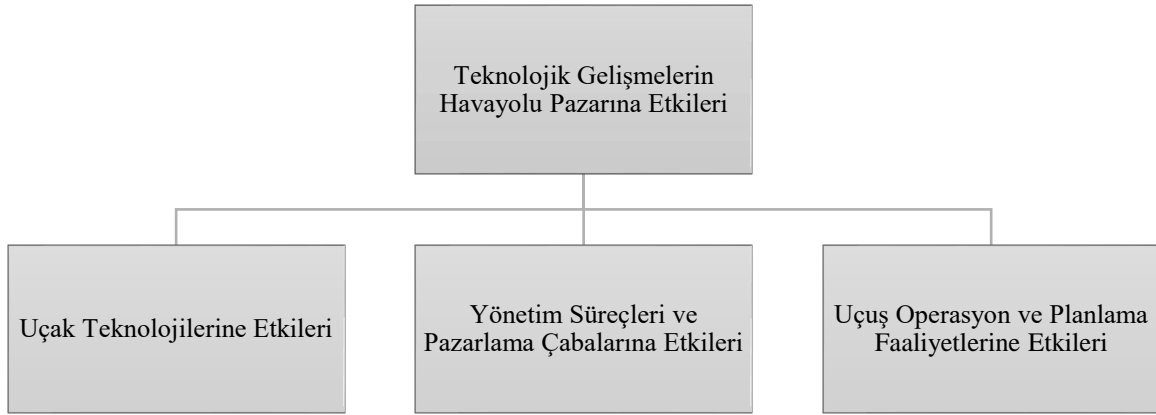 Teknolojik Gelişmelerin
Havayolu Pazarına Etkileri
Uçak Teknolojilerine Etkileri
Yönetim Süreçleri ve
Pazarlama Çabalarına Etkileri
Uçuş Operasyon ve Planlama
Faaliyetlerine Etkileri